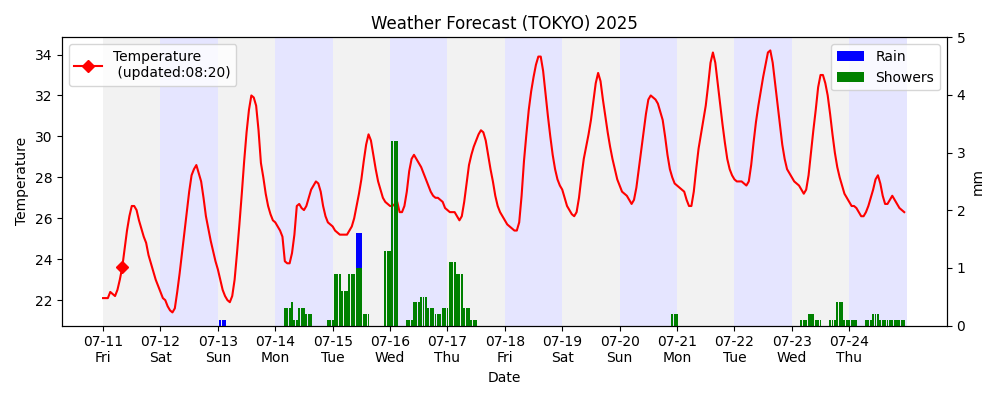 Weather Forecast (TOKYO) 2025
Temperature
(updated:08:20)
Rain
Showers
34
32
30
28
26
24
22
Temperature
5
4
3
2
1
0
mm
07-11 07-12 07-13 07-14 07-15 07-16 07-17 07-18 07-19 07-20 07-21 07-22 07-23 07-24
Fri Sat Sun Mon Tue Wed Thu Fri Sat Sun Mon Tue Wed Thu
Date